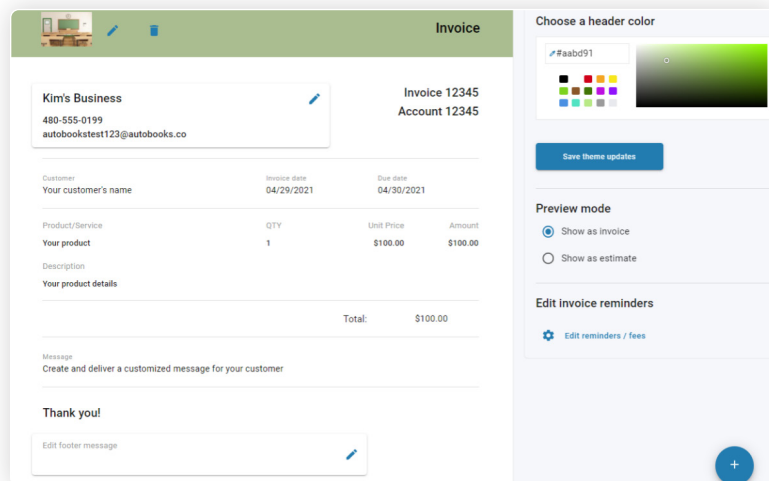 Invoice
Kim's Business
480-555-0199
autobookstest123@autobooks.co
Invoice 12345
Account 12345
Customer
Your customer's name
Invoice date
04/29/2021
Due date
04/30/2021
Product/Service QTY Unit Price Amount
Your product 1 $100.00 $100.00
Description
Your product details
Total: $100.00
Message
Create and deliver a customized message for your customer
Thank you!
Edit footer message
Choose a header color
#aabd91
Save theme updates
Preview mode
Show as invoice
Show as estimate
Edit invoice reminders
Edit reminders / fees